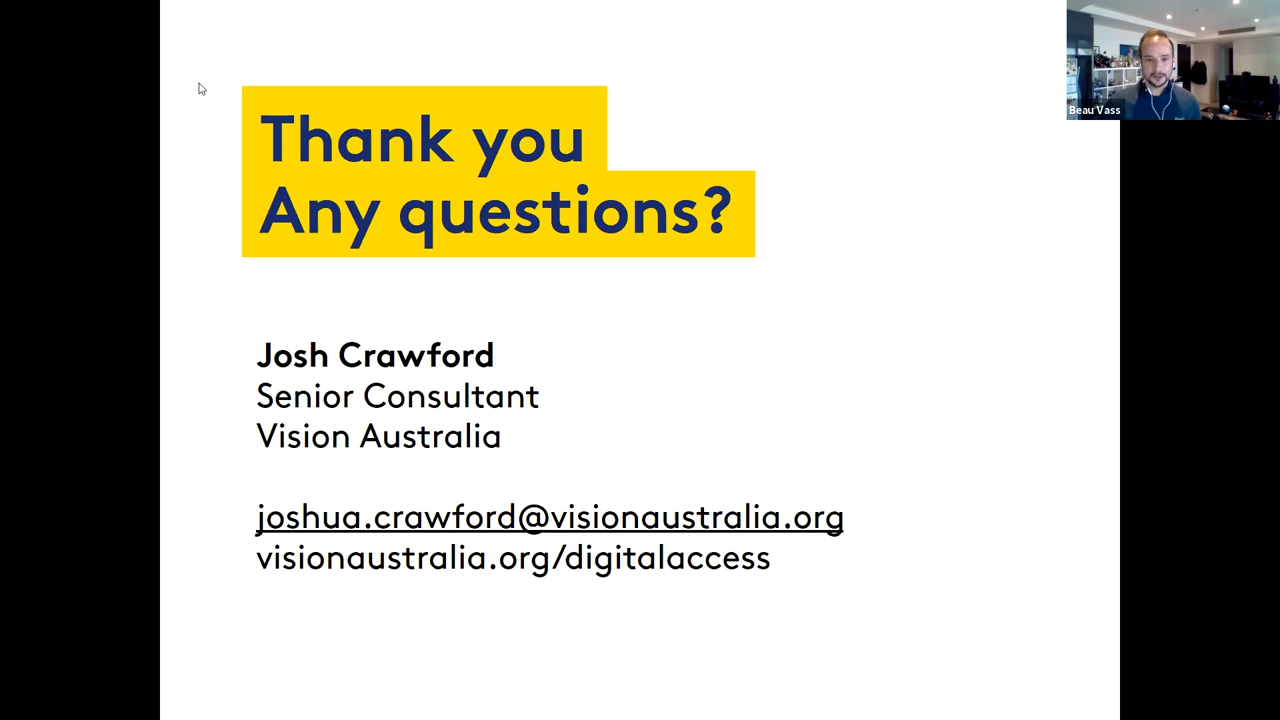 Thank you
Any questions?
Josh Crawford
Senior Consultant
Vision Australia
joshua.crawford@visionaustralia.org
visionaustralia.org/digitalaccess
Beau Vass